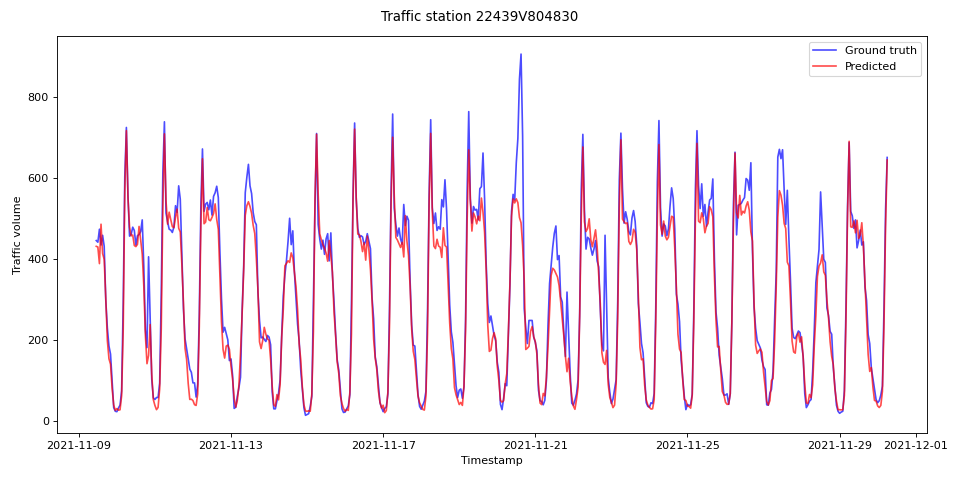 Traffic station 22439V804830
Ground truth
Predicted
Traffic volume
800
600
400
200
0
2021-11-09
2021-11-13
2021-11-17
2021-11-21
2021-11-25
2021-11-29
2021-12-01
Timestamp